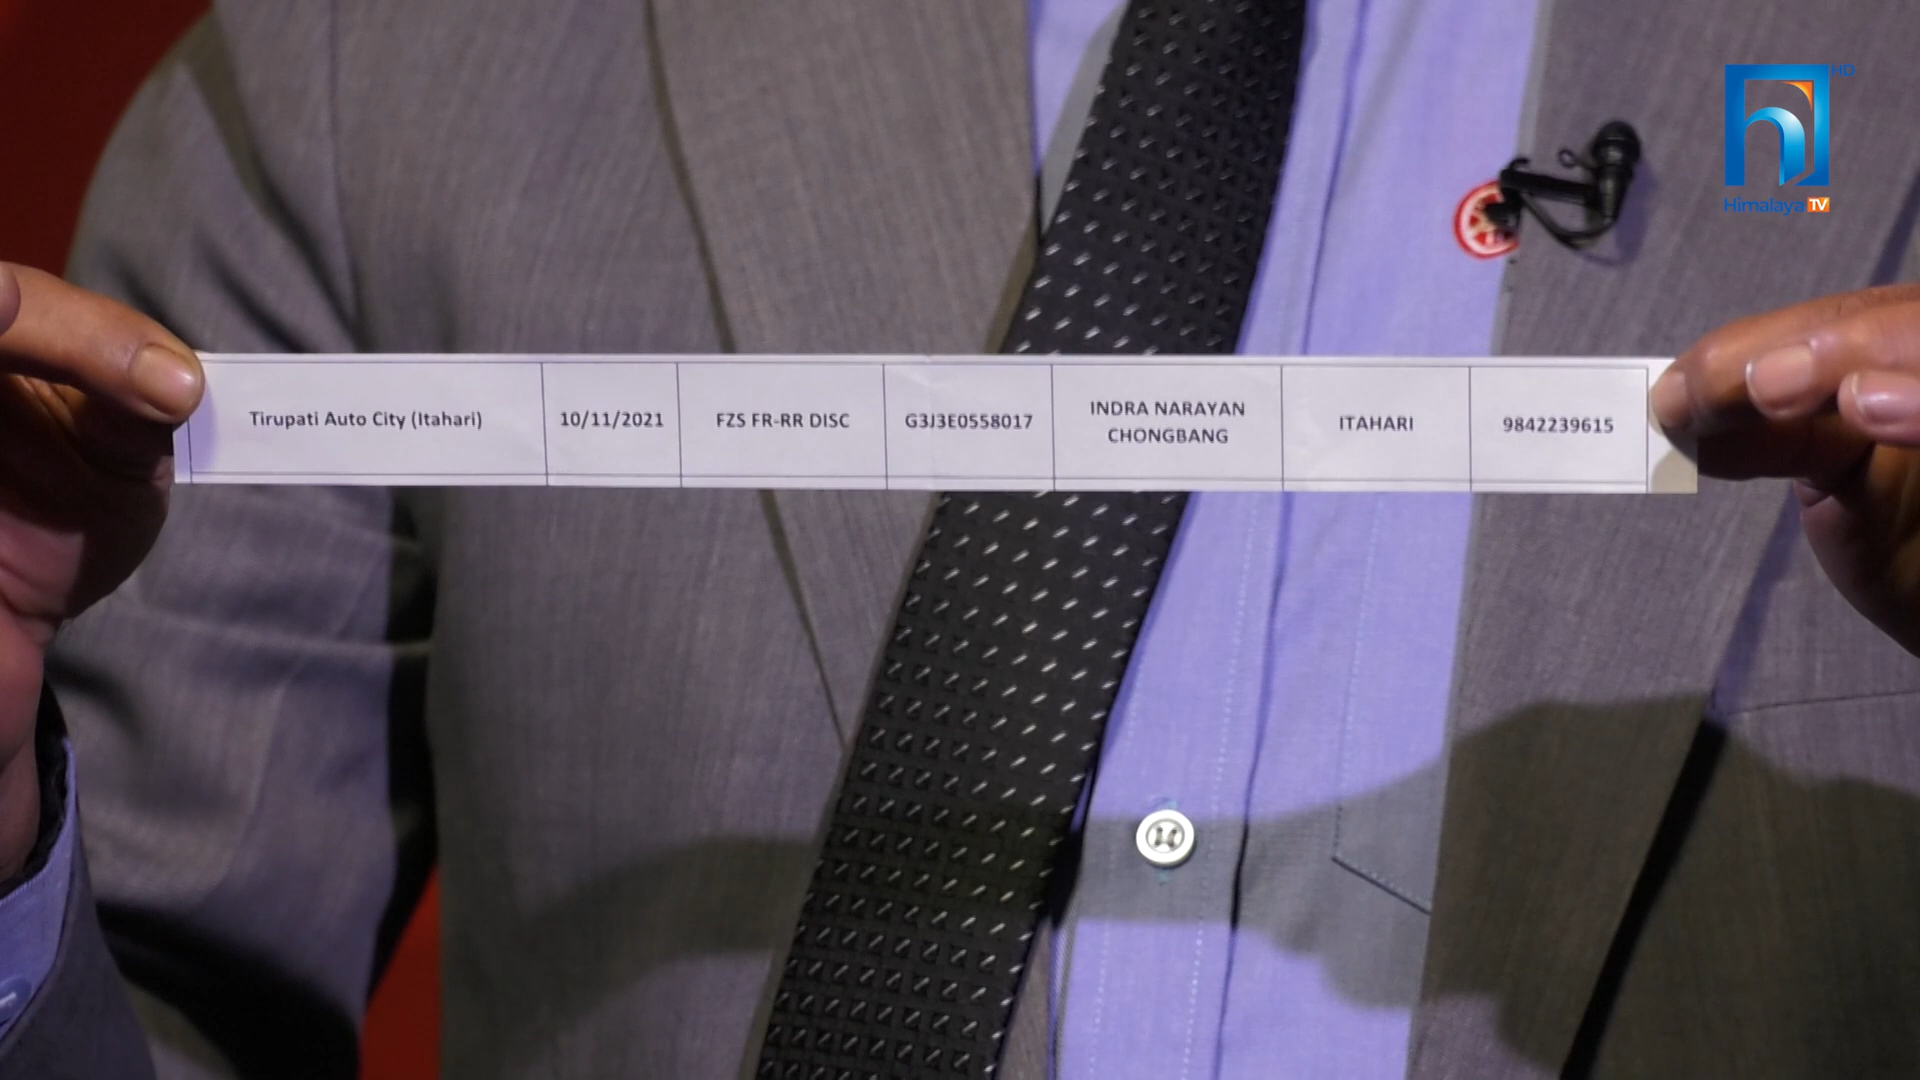 HD
Himalaya TV
Tirupati Auto City (Itahari)
10/11/2021
FZS FR-RR DISC
G3J3E0558017
INDRA NARAYAN
CHONGBANG
ITAHARI
9842239615